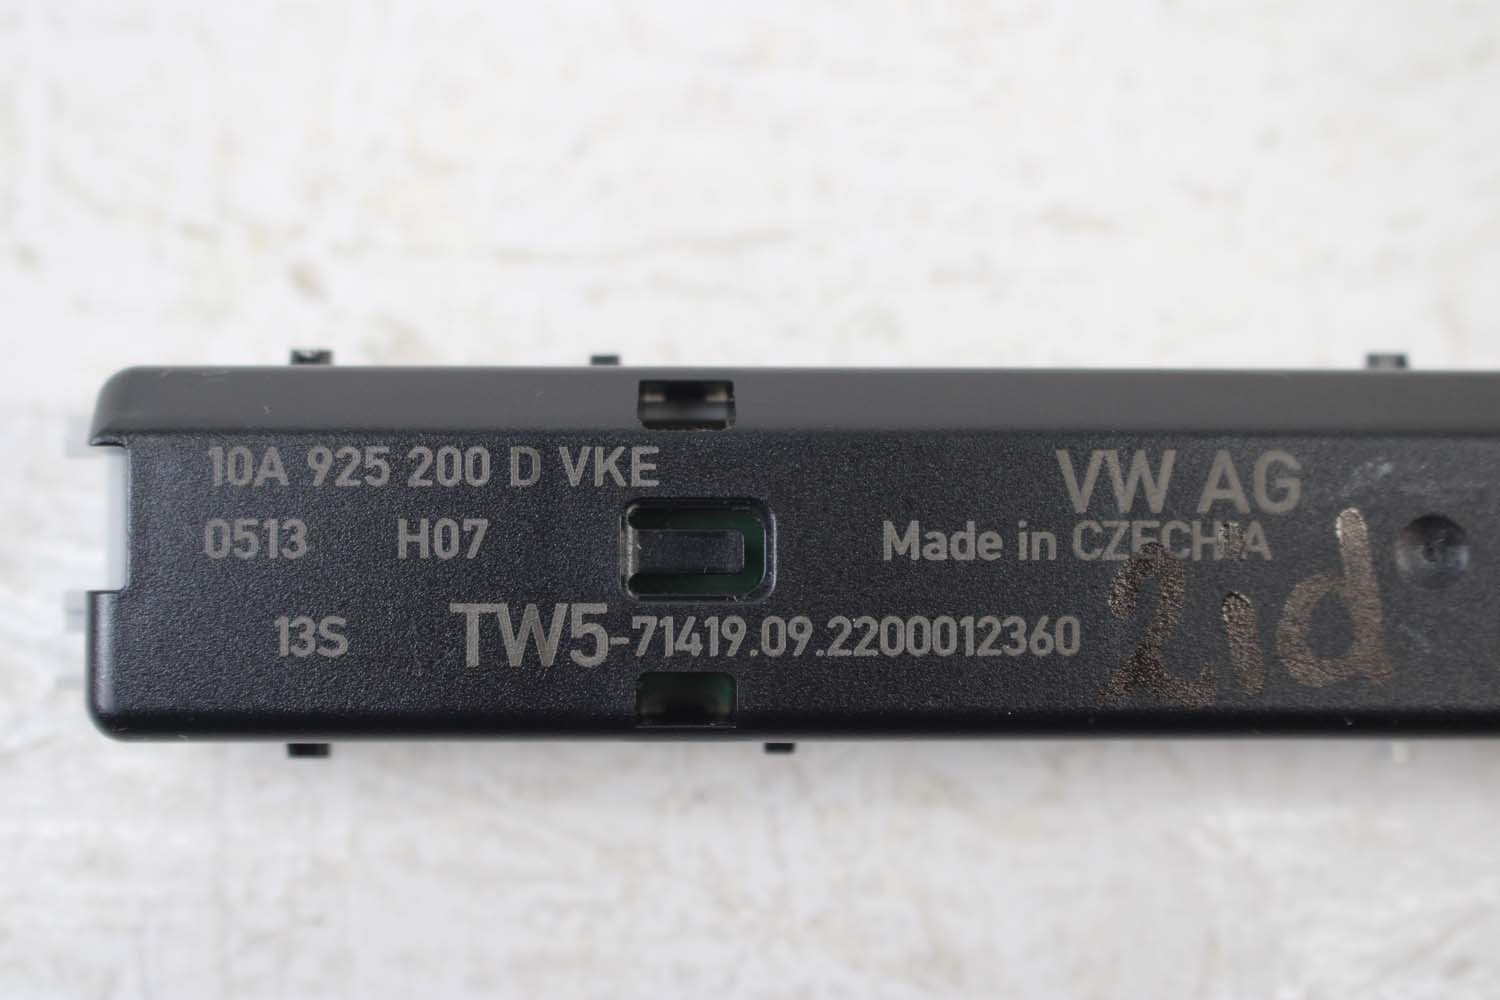 10A 925 200 D VKE
VW AG
0513 H07
Made in CZECHIA
13S TW5-71419.09.2200012360
2id